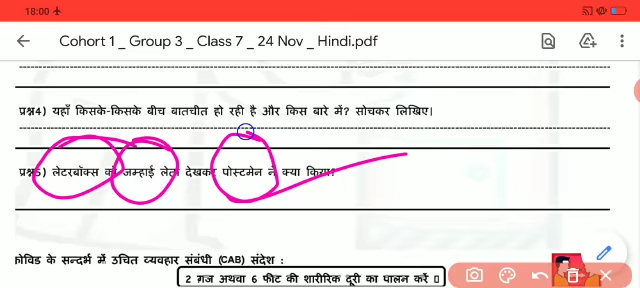 18:00
Cohort 1 _ Group 3 _ Class 7 _ 24 Nov _ Hindi.pdf
प्रश्न4) यहाँ किसके-किसके बीच बातचीत हो रही है और किस बारे में? सोचकर लिखिए।
प्रश्न5) लेटरबॉक्स को जम्हाई लेता देखकर पोस्टमेन ने क्या किया?
कोविड के सन्दर्भ में उचित व्यवहार संबंधी (CAB) संदेश :
2 गज अथवा 6 फीट की शारीरिक दूरी का पालन करें